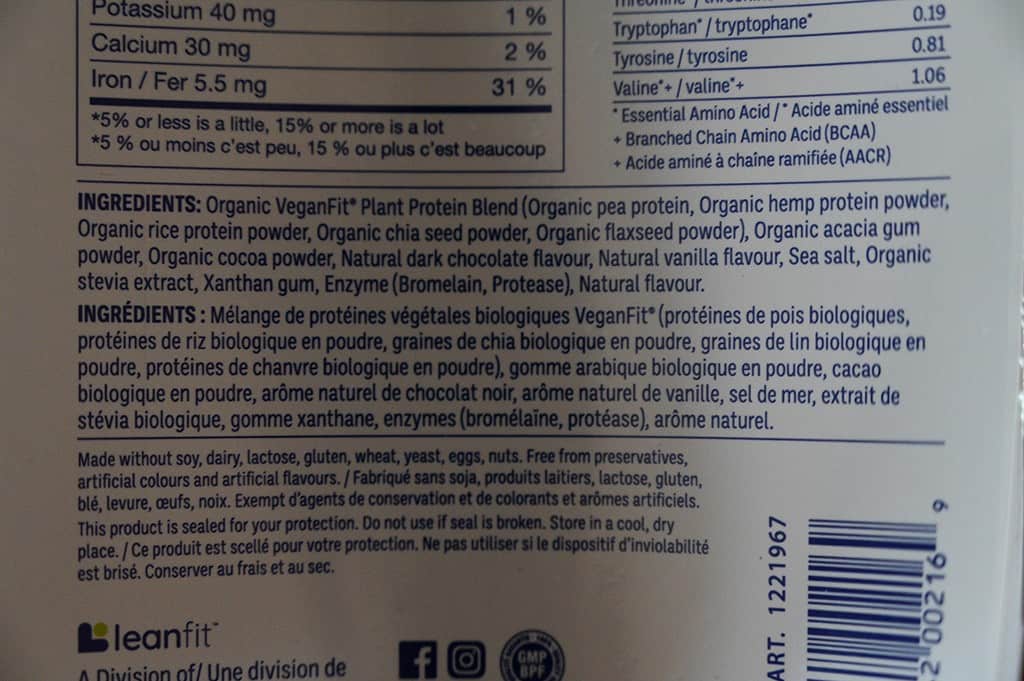 Potassium 40 mg 1 %
Calcium 30 mg 2 %
Iron / Fer 5.5 mg 31 %
*5% or less is a little, 15% or more is a lot
*5 % ou moins c'est peu, 15 % ou plus c'est beaucoup
Tryptophan* / tryptophane* 0.19
Tyrosine / tyrosine 0.81
Valine*+ / valine*+ 1.06
* Essential Amino Acid / * Acide aminé essentiel
+ Branched Chain Amino Acid (BCAA)
+ Acide aminé à chaîne ramifiée (AACR)
INGREDIENTS: Organic VeganFit® Plant Protein Blend (Organic pea protein, Organic hemp protein powder,
Organic rice protein powder, Organic chia seed powder, Organic flaxseed powder), Organic acacia gum
powder, Organic cocoa powder, Natural dark chocolate flavour, Natural vanilla flavour, Sea salt, Organic
stevia extract, Xanthan gum, Enzyme (Bromelain, Protease), Natural flavour.
INGRÉDIENTS : Mélange de protéines végétales biologiques VeganFit® (protéines de pois biologiques,
protéines de riz biologique en poudre, graines de chia biologique en poudre, graines de lin biologique en
poudre, protéines de chanvre biologique en poudre), gomme arabique biologique en poudre, cacao
biologique en poudre, arôme naturel de chocolat noir, arôme naturel de vanille, sel de mer, extrait de
stévia biologique, gomme xanthane, enzymes (bromélaïne, protéase), arôme naturel.
Made without soy, dairy, lactose, gluten, wheat, yeast, eggs, nuts. Free from preservatives,
artificial colours and artificial flavours. / Fabriqué sans soja, produits laitiers, lactose, gluten,
blé, levure, œufs, noix. Exempt d'agents de conservation et de colorants et arômes artificiels.
This product is sealed for your protection. Do not use if seal is broken. Store in a cool, dry
place. / Ce produit est scellé pour votre protection. Ne pas utiliser si le dispositif d'inviolabilité
est brisé. Conserver au frais et au sec.
leanfit™
A Division of/ Une division de
GMP
BPF
ART. 1221967
2 00216 9